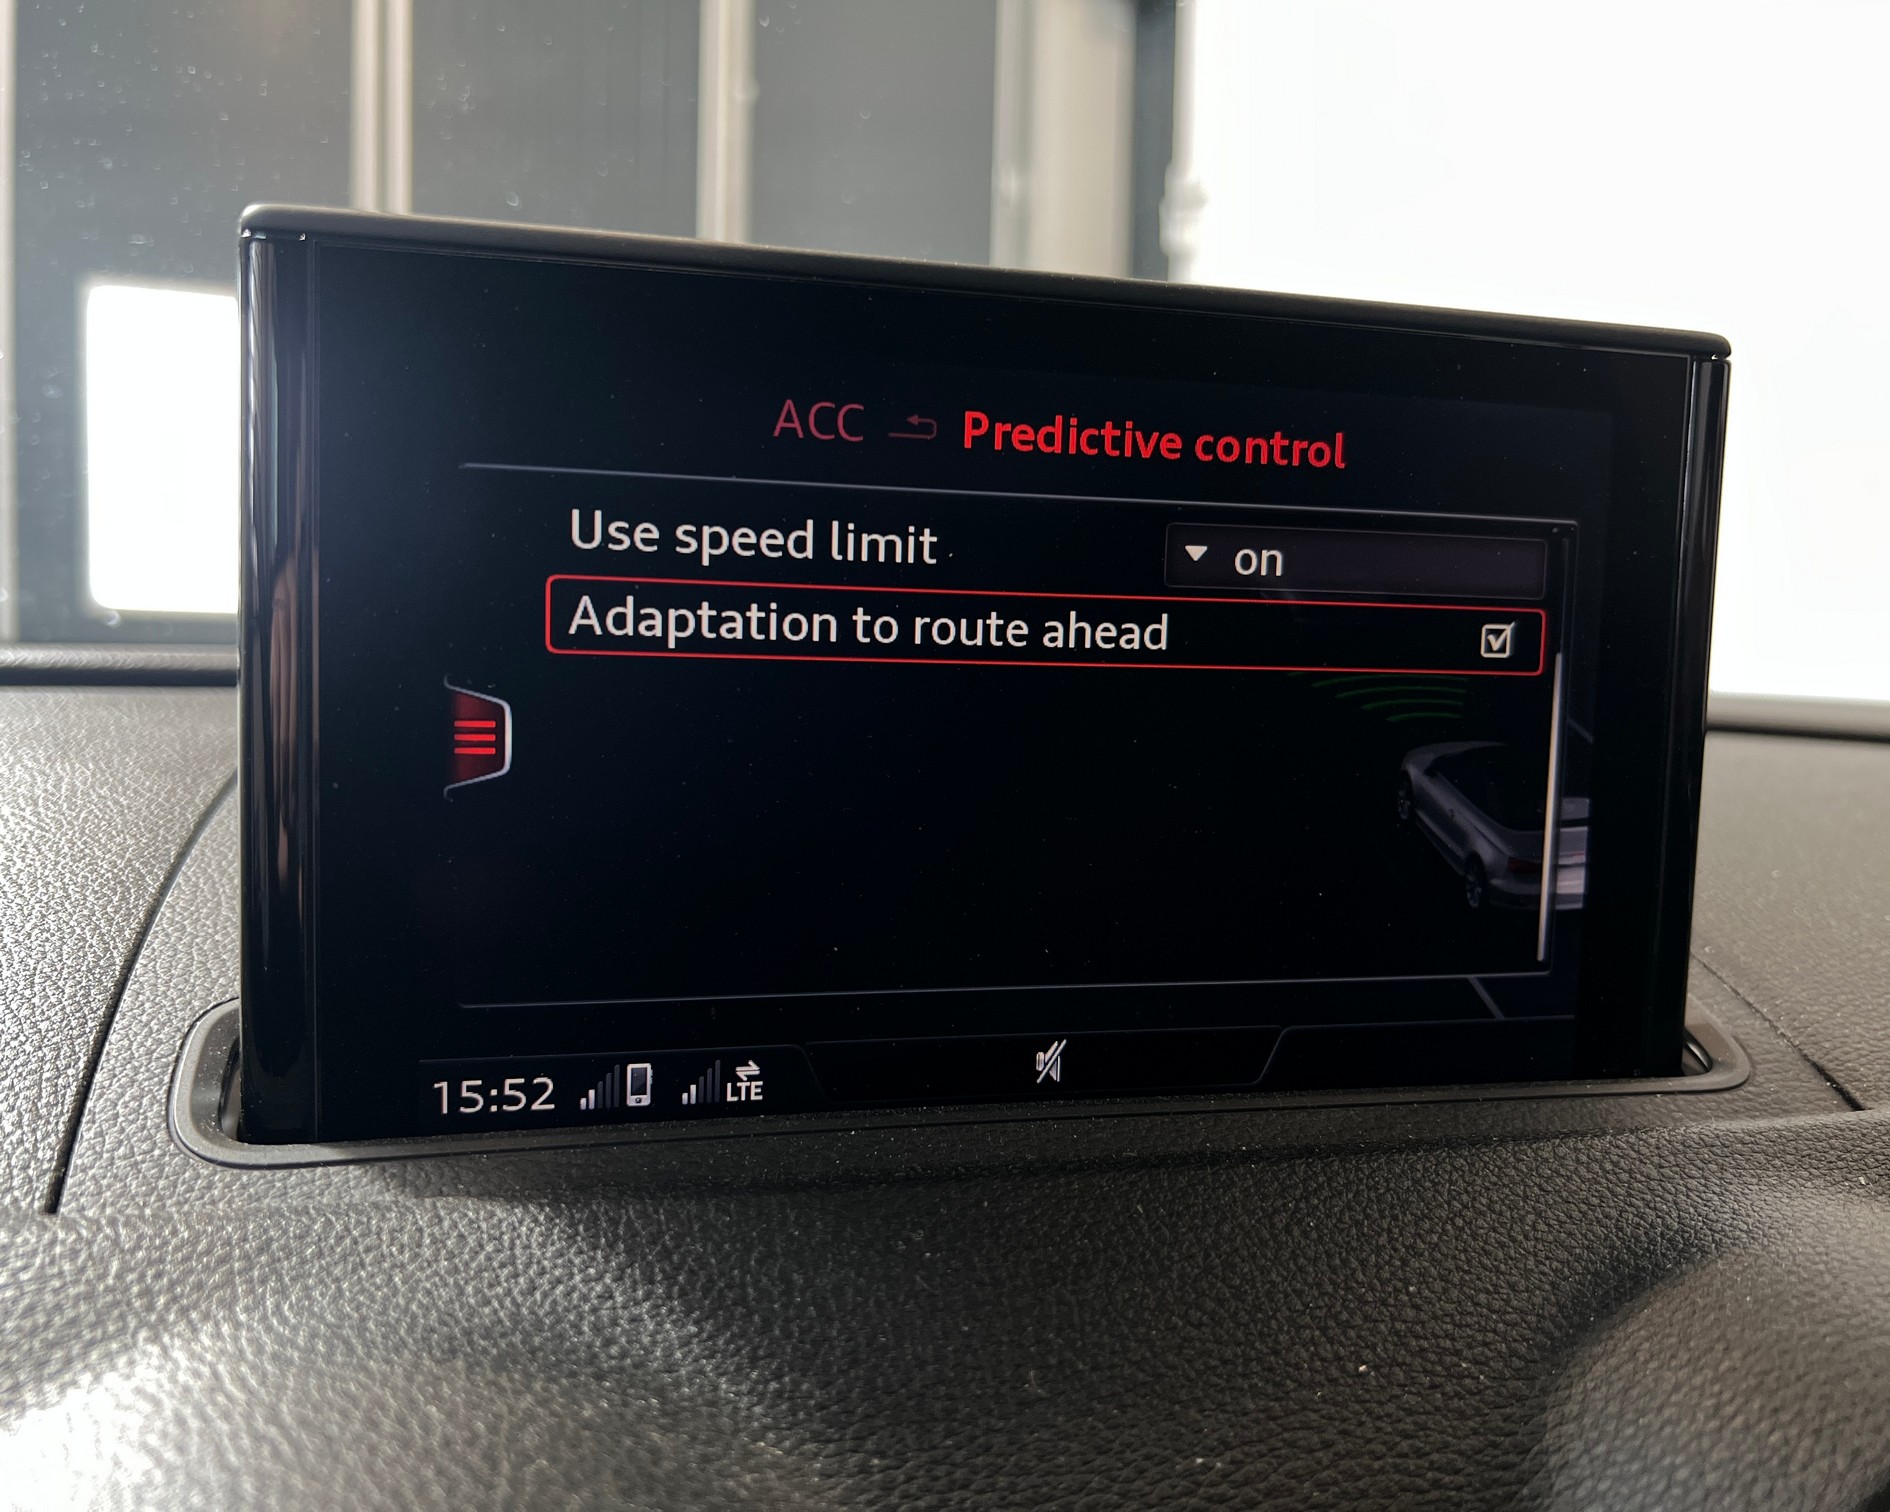 ACC Predictive control
Use speed limit on
Adaptation to route ahead
15:52 LTE